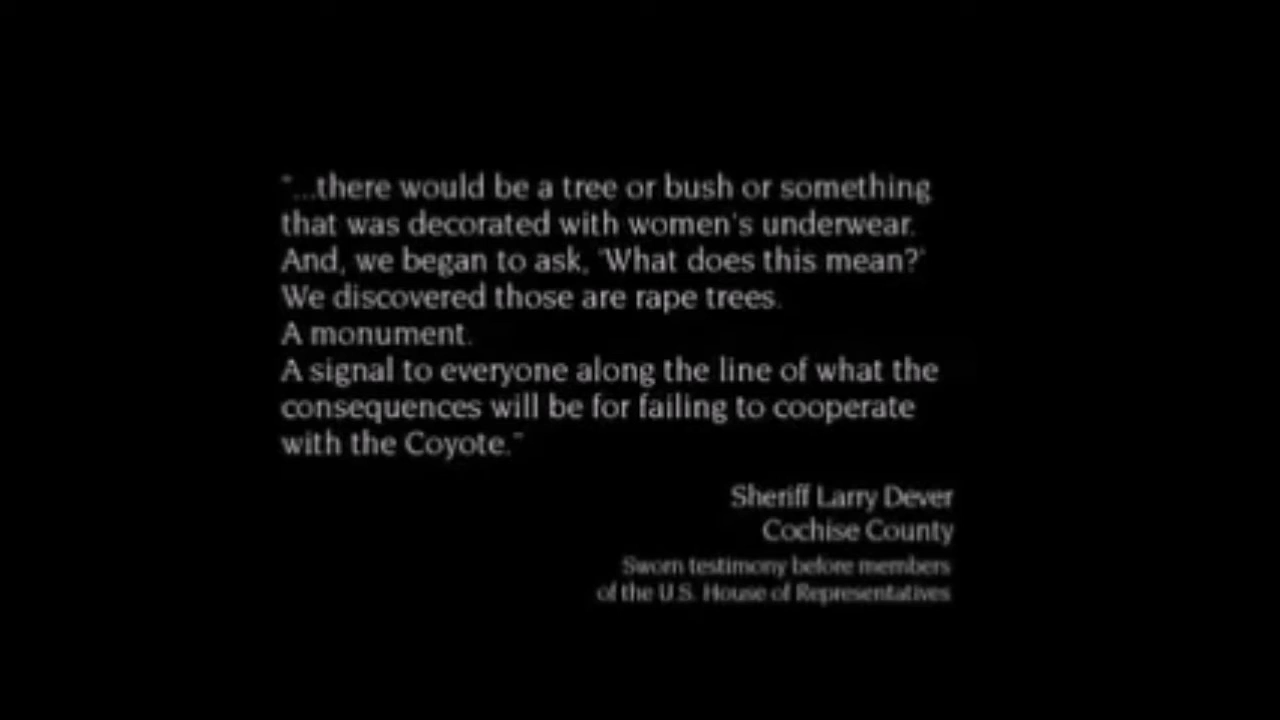 "...there would be a tree or bush or something
that was decorated with women's underwear.
And, we began to ask, 'What does this mean?'
We discovered those are rape trees.
A monument.
A signal to everyone along the line of what the
consequences will be for failing to cooperate
with the Coyote."
Sheriff Larry Dever
Cochise County
Sworn testimony before members
of the U.S. House of Representatives